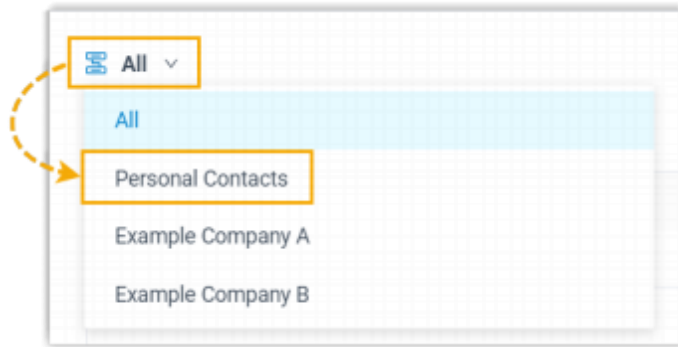 All
All
Personal Contacts
Example Company A
Example Company B